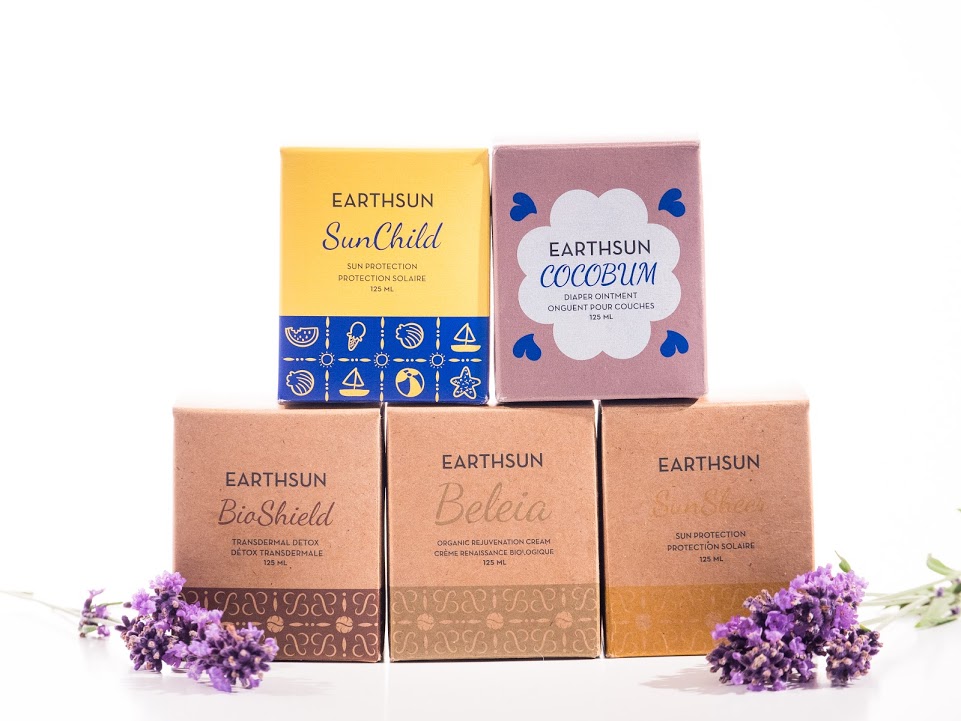 EARTHSUN
SunChild
SUN PROTECTION
PROTECTION SOLAIRE
125 ML
EARTHSUN
COCOBUM
DIAPER OINTMENT
ONGUENT POUR COUCHES
125 ML
EARTHSUN
BioShield
TRANSDERMAL DETOX
DÉTOX TRANSDERMALE
125 ML
EARTHSUN
Beleia
ORGANIC REJUVENATION CREAM
CRÈME RENAISSANCE BIOLOGIQUE
125 ML
EARTHSUN
SunSheer
SUN PROTECTION
PROTECTION SOLAIRE
125 ML